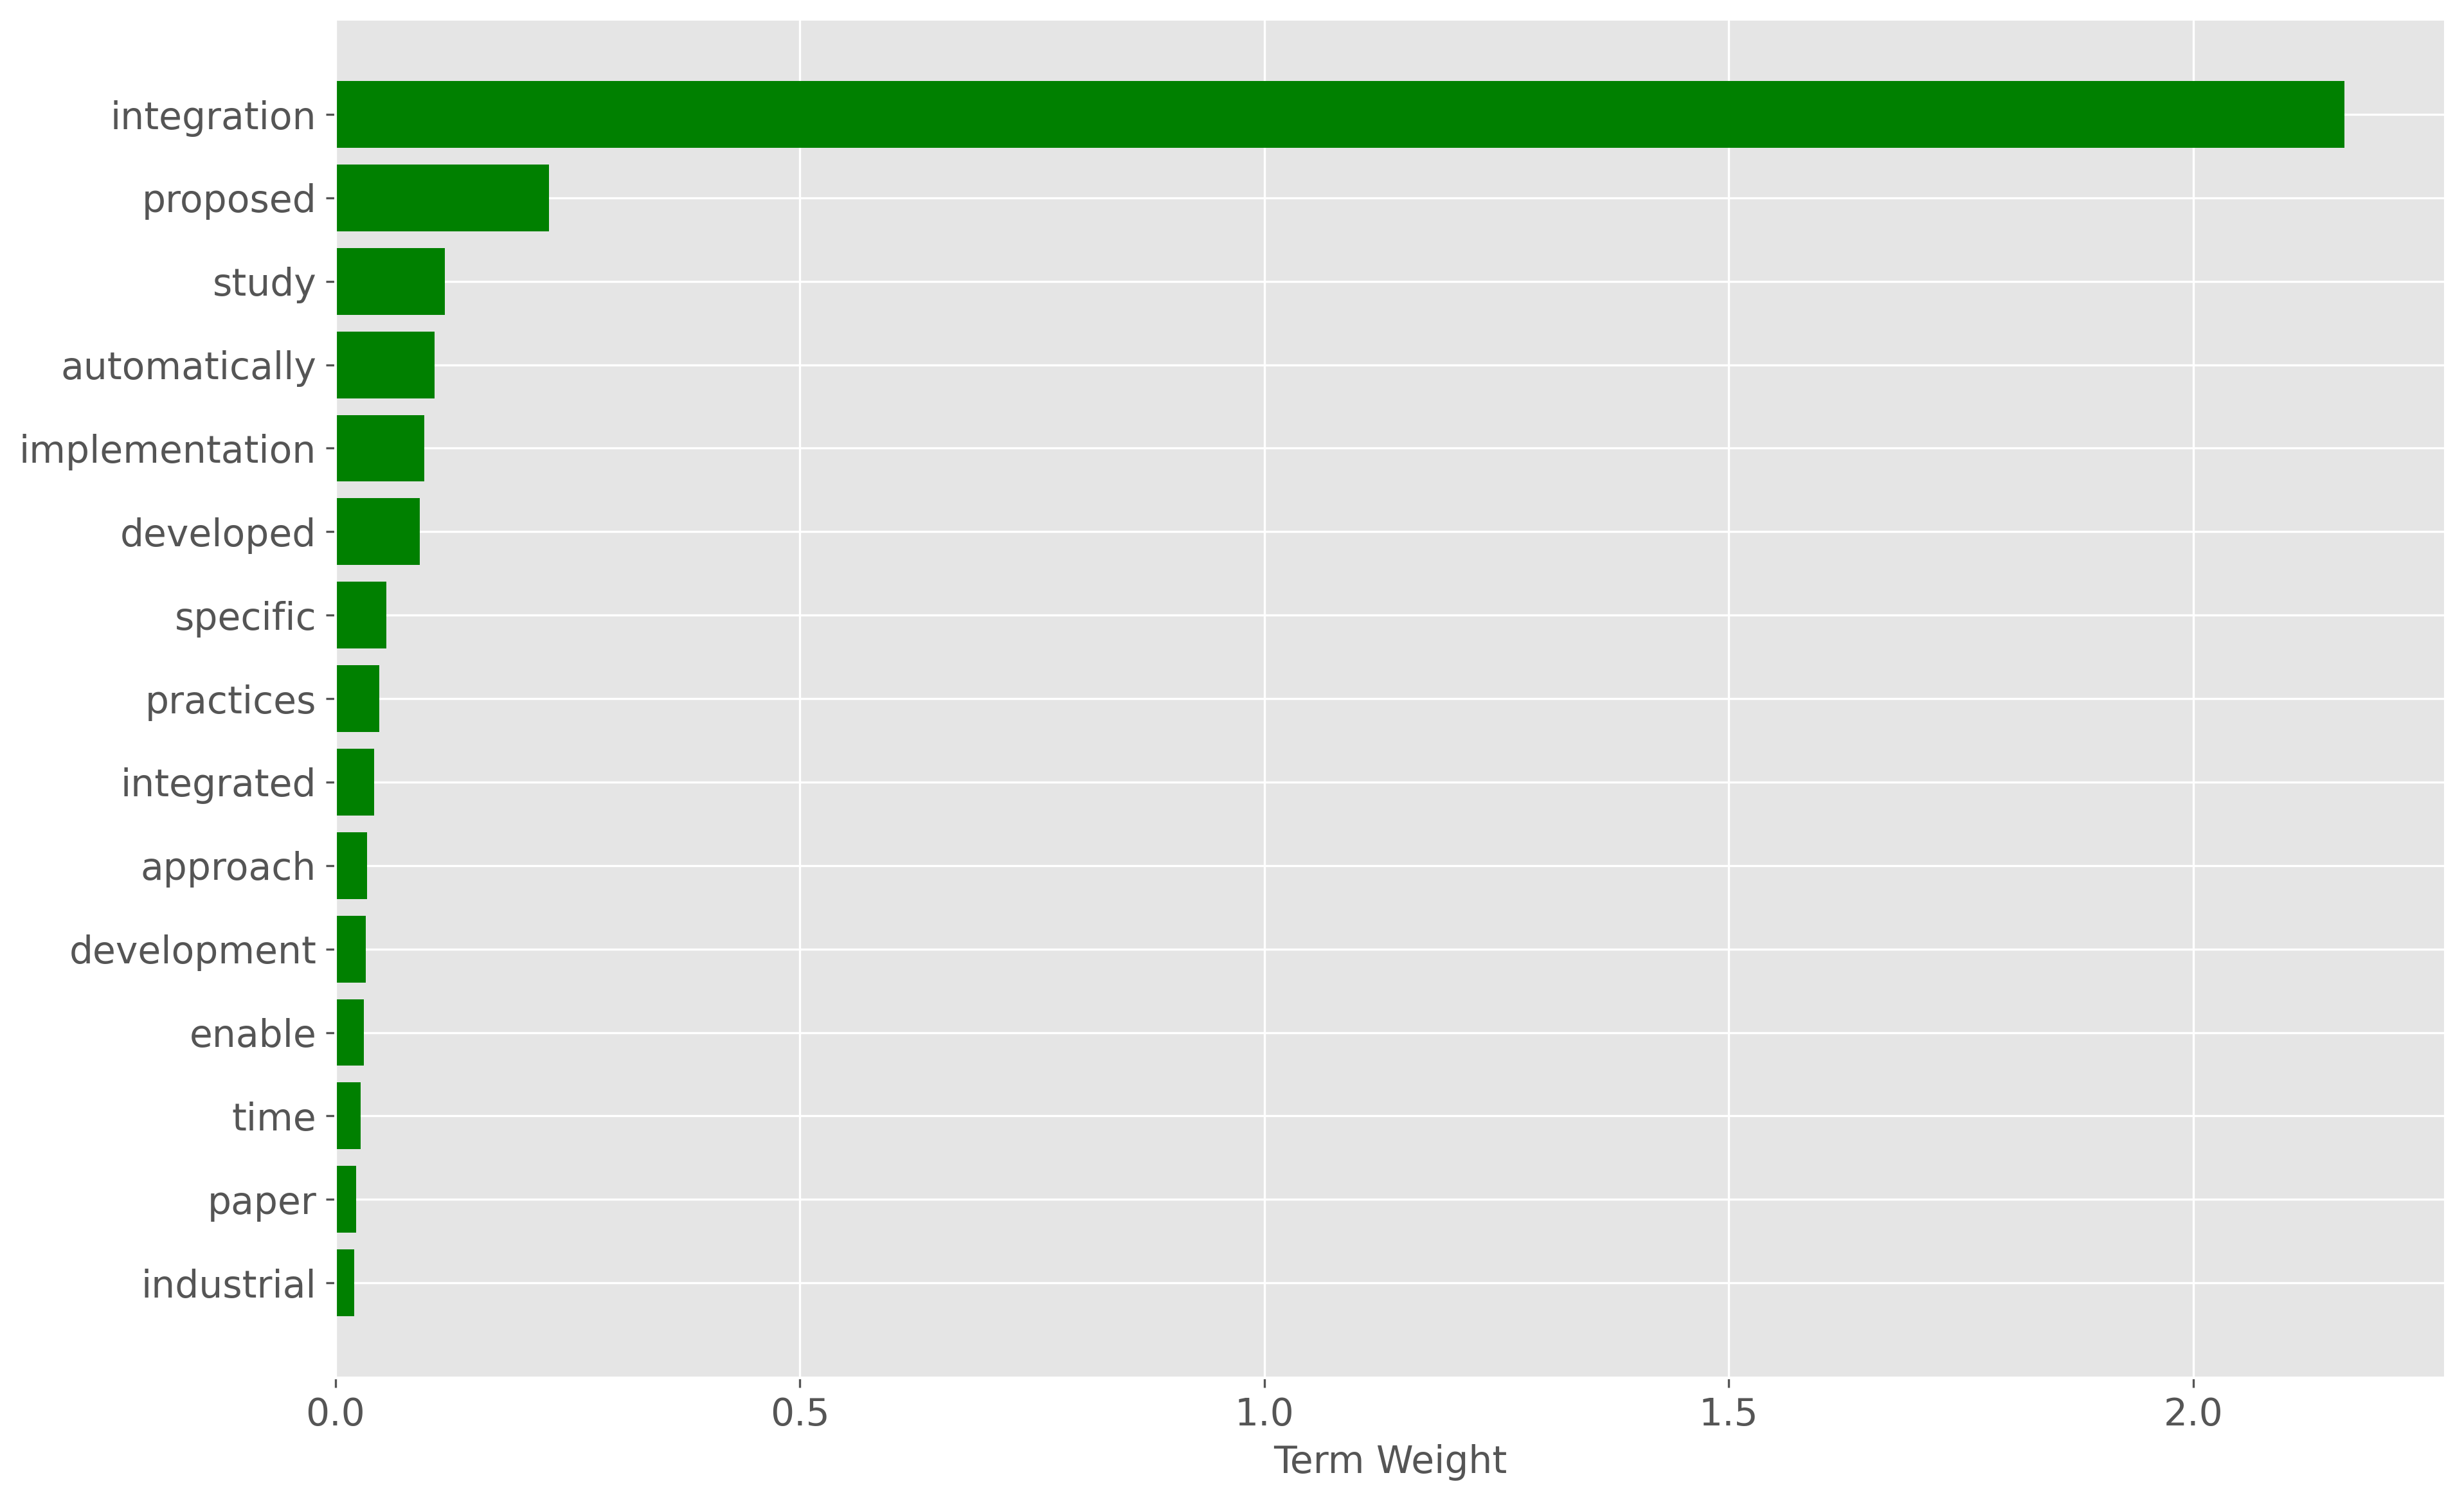 integration
proposed
study
automatically
implementation
developed
specific
practices
integrated
approach
development
enable
time
paper
industrial
0.0 0.5 1.0 1.5 2.0
Term Weight